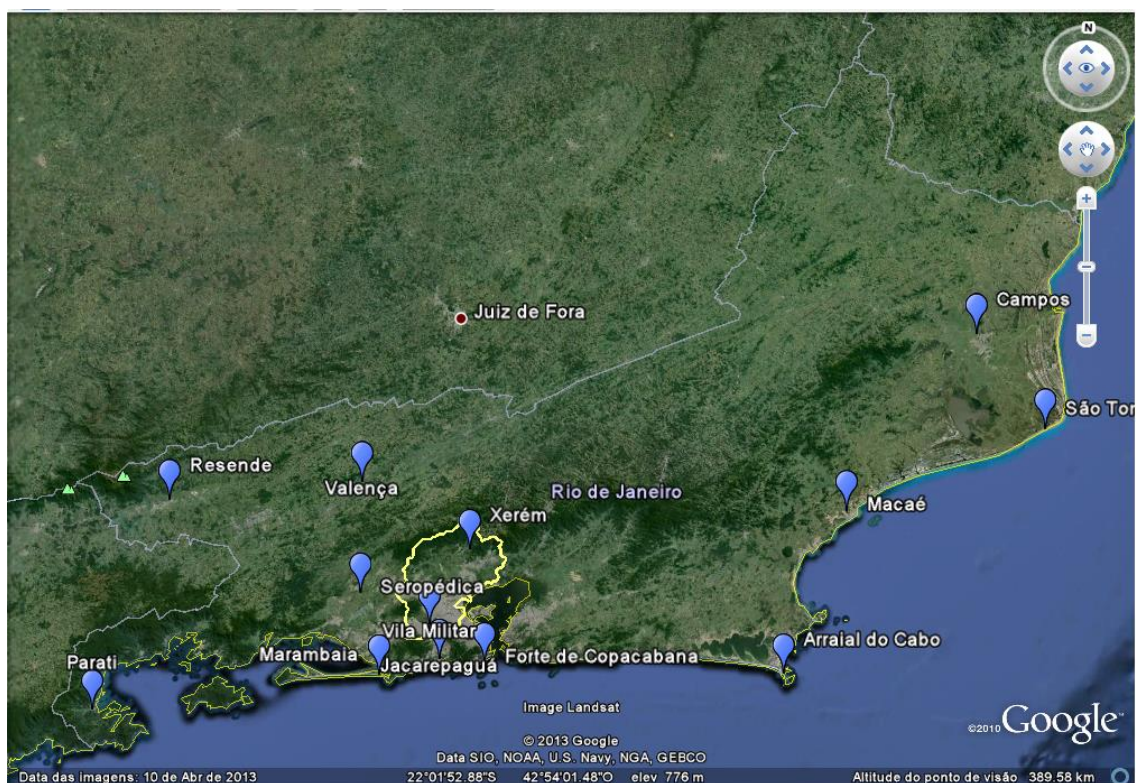 N
Juiz de Fora
Campos
São Tor
Resende
Valença
Rio de Janeiro
Macaé
Xerém
Seropédica
Vila Militar
Marambaia
Jacarepaguá
Forte de Copacabana
Arraial do Cabo
Parati
Image Landsat
©2010 Google
© 2013 Google
Data SIO, NOAA, U.S. Navy, NGA, GEBCO
Data das imagens: 10 de Abr de 2013 22°01'52.88"S 42°54'01.48"O elev 776 m Altitude do ponto de visão 389.58 km